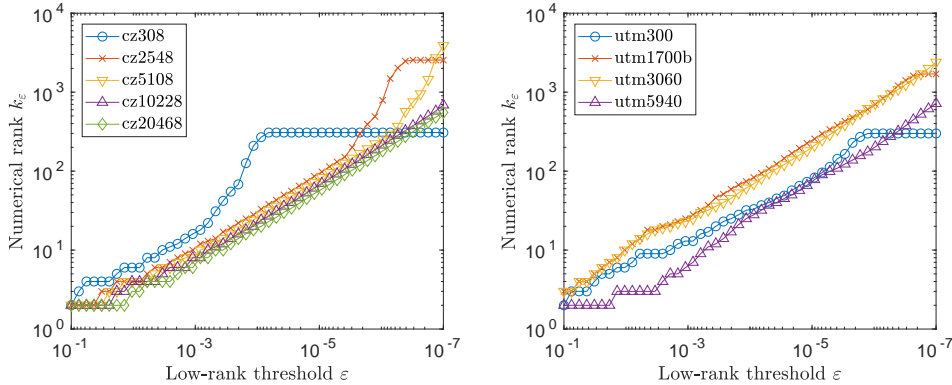 10^4
10^3
10^2
10^1
10^0
Numerical rank k_ε
cz308
cz2548
cz5108
cz10228
cz20468
10^-1
10^-3
10^-5
10^-7
Low-rank threshold ε
10^4
10^3
10^2
10^1
10^0
Numerical rank k_ε
utm300
utm1700b
utm3060
utm5940
10^-1
10^-3
10^-5
10^-7
Low-rank threshold ε